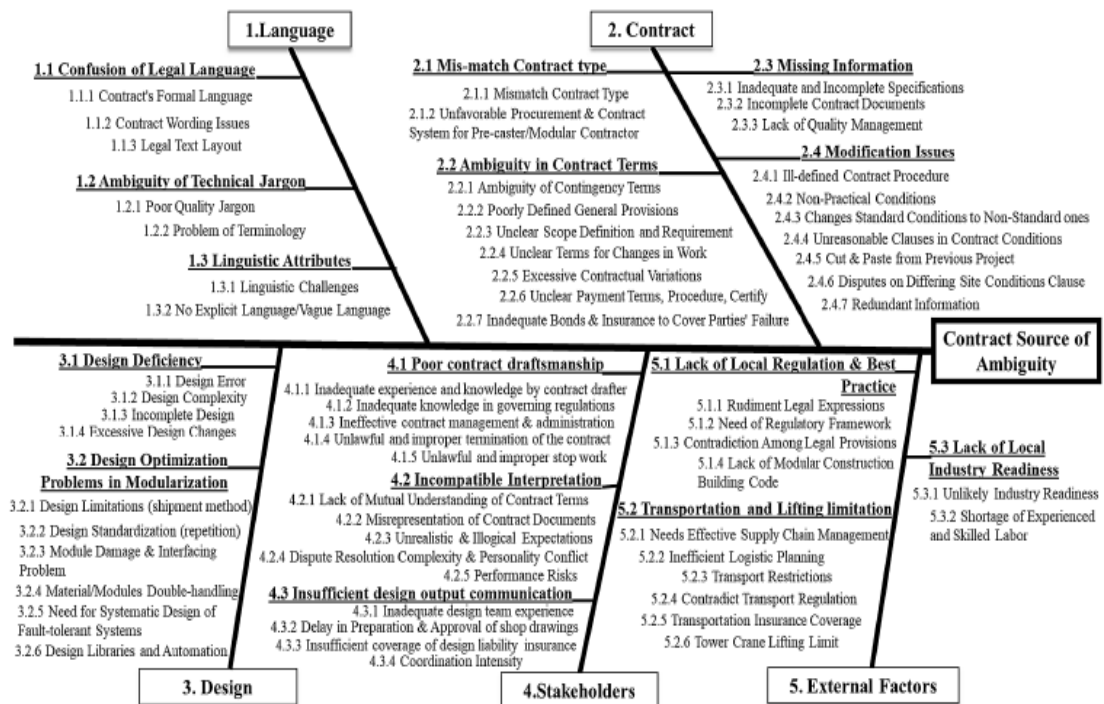 1.Language
1.1 Confusion of Legal Language
1.1.1 Contract's Formal Language
1.1.2 Contract Wording Issues
1.1.3 Legal Text Layout
1.2 Ambiguity of Technical Jargon
1.2.1 Poor Quality Jargon
1.2.2 Problem of Terminology
1.3 Linguistic Attributes
1.3.1 Linguistic Challenges
1.3.2 No Explicit Language/Vague Language
2. Contract
2.1 Mis-match Contract type
2.1.1 Mismatch Contract Type
2.1.2 Unfavorable Procurement & Contract
System for Pre-caster/Modular Contractor
2.2 Ambiguity in Contract Terms
2.2.1 Ambiguity of Contingency Terms
2.2.2 Poorly Defined General Provisions
2.2.3 Unclear Scope Definition and Requirement
2.2.4 Unclear Terms for Changes in Work
2.2.5 Excessive Contractual Variations
2.2.6 Unclear Payment Terms, Procedure, Certify
2.2.7 Inadequate Bonds & Insurance to Cover Parties' Failure
2.3 Missing Information
2.3.1 Inadequate and Incomplete Specifications
2.3.2 Incomplete Contract Documents
2.3.3 Lack of Quality Management
2.4 Modification Issues
2.4.1 Ill-defined Contract Procedure
2.4.2 Non-Practical Conditions
2.4.3 Changes Standard Conditions to Non-Standard ones
2.4.4 Unreasonable Clauses in Contract Conditions
2.4.5 Cut & Paste from Previous Project
2.4.6 Disputes on Differing Site Conditions Clause
2.4.7 Redundant Information
Contract Source of
Ambiguity
3.1 Design Deficiency
3.1.1 Design Error
3.1.2 Design Complexity
3.1.3 Incomplete Design
3.1.4 Excessive Design Changes
3.2 Design Optimization
Problems in Modularization
3.2.1 Design Limitations (shipment method)
3.2.2 Design Standardization (repetition)
3.2.3 Module Damage & Interfacing
Problem
3.2.4 Material/Modules Double-handling
3.2.5 Need for Systematic Design of
Fault-tolerant Systems
3.2.6 Design Libraries and Automation
3. Design
4.1 Poor contract draftsmanship
4.1.1 Inadequate experience and knowledge by contract drafter
4.1.2 Inadequate knowledge in governing regulations
4.1.3 Ineffective contract management & administration
4.1.4 Unlawful and improper termination of the contract
4.1.5 Unlawful and improper stop work
4.2 Incompatible Interpretation
4.2.1 Lack of Mutual Understanding of Contract Terms
4.2.2 Misrepresentation of Contract Documents
4.2.3 Unrealistic & Illogical Expectations
4.2.4 Dispute Resolution Complexity & Personality Conflict
4.2.5 Performance Risks
4.3 Insufficient design output communication
4.3.1 Inadequate design team experience
4.3.2 Delay in Preparation & Approval of shop drawings
4.3.3 Insufficient coverage of design liability insurance
4.3.4 Coordination Intensity
4.Stakeholders
5.1 Lack of Local Regulation & Best
Practice
5.1.1 Rudiment Legal Expressions
5.1.2 Need of Regulatory Framework
5.1.3 Contradiction Among Legal Provisions
5.1.4 Lack of Modular Construction
Building Code
5.2 Transportation and Lifting limitation
5.2.1 Needs Effective Supply Chain Management
5.2.2 Inefficient Logistic Planning
5.2.3 Transport Restrictions
5.2.4 Contradict Transport Regulation
5.2.5 Transportation Insurance Coverage
5.2.6 Tower Crane Lifting Limit
5.3 Lack of Local
Industry Readiness
5.3.1 Unlikely Industry Readiness
5.3.2 Shortage of Experienced
and Skilled Labor
5. External Factors